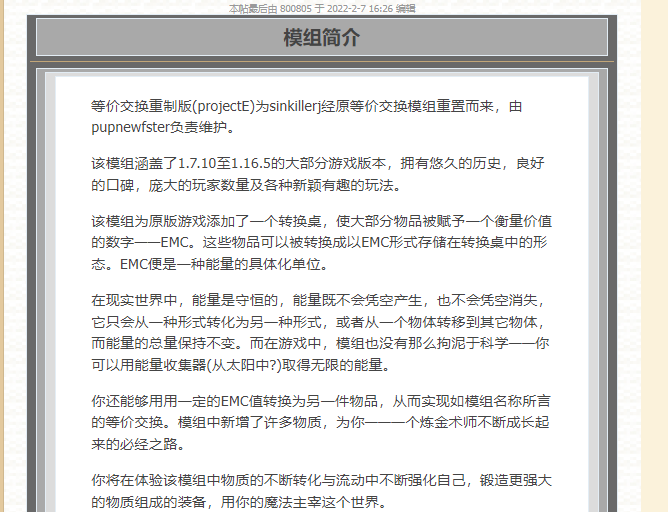 本帖最后由 800805 于 2022-2-7 16:26 编辑
模组简介
等价交换重制版(projectE)为sinkillerj经原等价交换模组重置而来，由
pupnewfster负责维护。
该模组涵盖了1.7.10至1.16.5的大部分游戏版本，拥有悠久的历史，良好
的口碑，庞大的玩家数量及各种新颖有趣的玩法。
该模组为原版游戏添加了一个转换桌，使大部分物品被赋予一个衡量价值
的数字——EMC。这些物品可以被转换成以EMC形式存储在转换桌中的形
态。EMC便是一种能量的具体化单位。
在现实世界中，能量是守恒的，能量既不会凭空产生，也不会凭空消失，
它只会从一种形式转化为另一种形式，或者从一个物体转移到其它物体，
而能量的总量保持不变。而在游戏中，模组也没有那么拘泥于科学——你
可以用能量收集器(从太阳中?)取得无限的能量。
你还能够用用一定的EMC值转换为另一件物品，从而实现如模组名称所言
的等价交换。模组中新增了许多物质，为你——一个炼金术师不断成长起
来的必经之路。
你将在体验该模组中物质的不断转化与流动中不断强化自己，锻造更强大
的物质组成的装备，用你的魔法主宰这个世界。